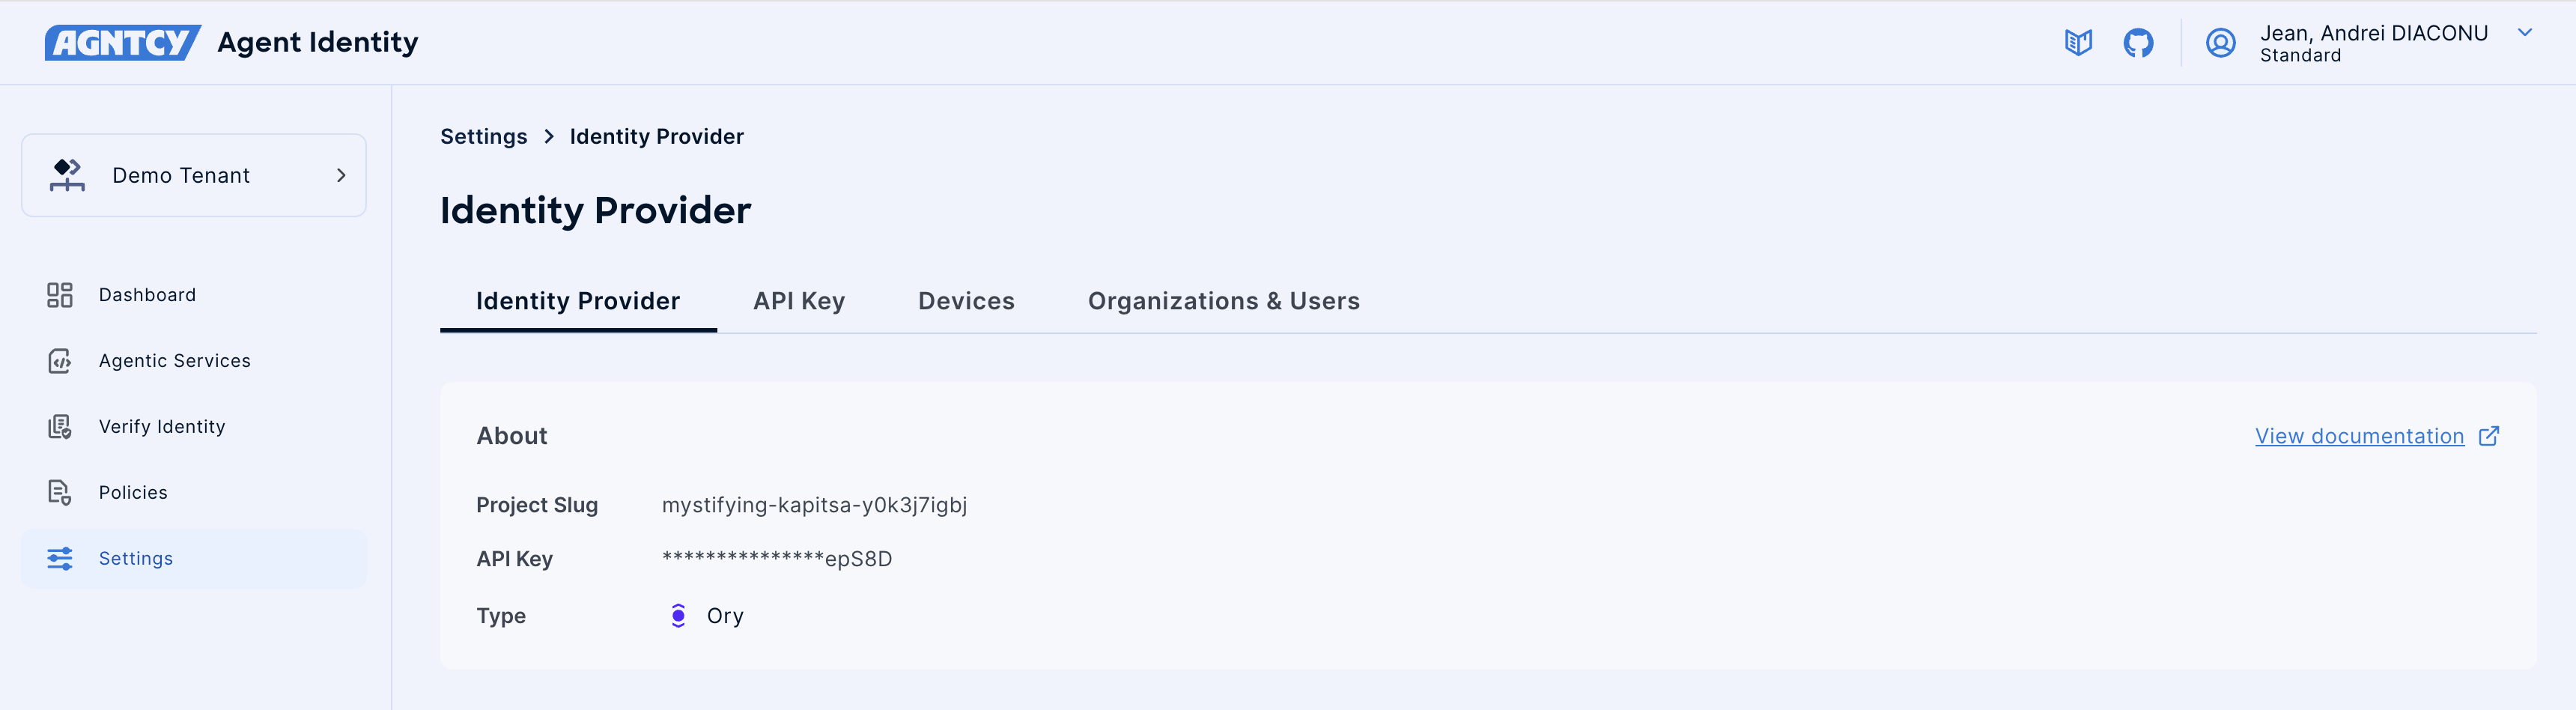 AGNTCY Agent Identity
Jean, Andrei DIACONU
Standard
Demo Tenant
Dashboard
Agentic Services
Verify Identity
Policies
Settings
Settings > Identity Provider
Identity Provider
Identity Provider API Key Devices Organizations & Users
About View documentation
Project Slug mystifying-kapitsa-y0k3j7igbj
API Key ***************epS8D
Type Ory